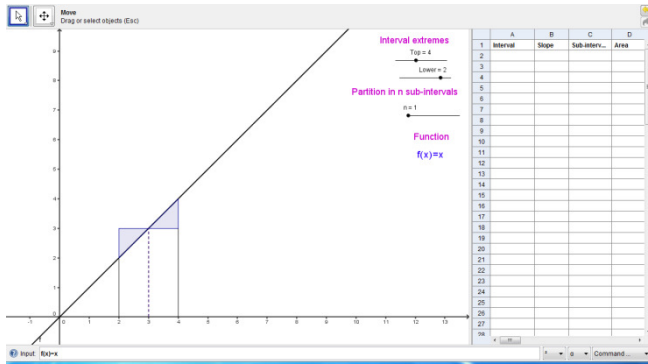 Move
Drag or select objects (Esc)
Interval extremes
Top = 4
Lower = 2
Partition in n sub-intervals
n = 1
Function
f(x)=x
9
8
7
6
5
4
3
2
1
0
-1 0 1 2 3 4 5 6 7 8 9 10 11 12 13
A B C D
1 Interval Slope Sub-interv... Area
2
3
4
5
6
7
8
9
10
11
12
13
14
15
16
17
18
19
20
21
22
23
24
25
26
27
28
Input: f(x)=x
Command...